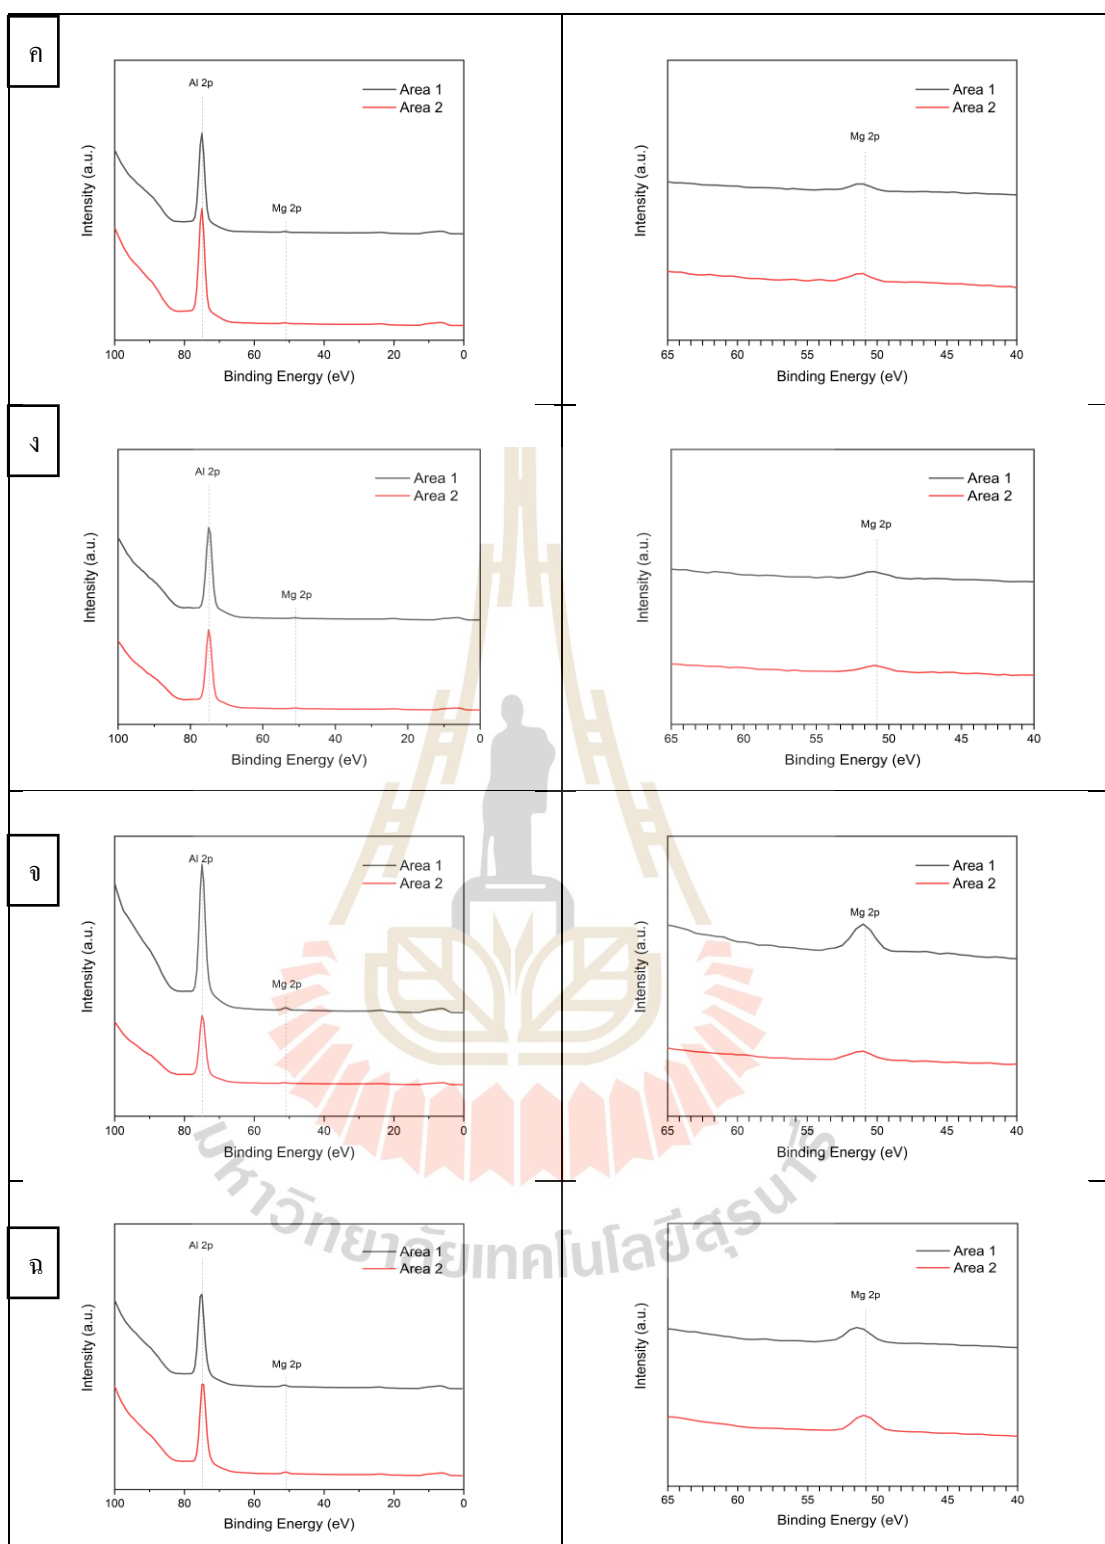 ค
Al 2p
Mg 2p
Area 1
Area 2
Intensity (a.u.)
100 80 60 40 20 0
Binding Energy (eV)
Mg 2p
Area 1
Area 2
Intensity (a.u.)
65 60 55 50 45 40
Binding Energy (eV)
ง
Al 2p
Mg 2p
Area 1
Area 2
Intensity (a.u.)
100 80 60 40 20 0
Binding Energy (eV)
Mg 2p
Area 1
Area 2
Intensity (a.u.)
65 60 55 50 45 40
Binding Energy (eV)
จ
Al 2p
Mg 2p
Area 1
Area 2
Intensity (a.u.)
100 80 60 40 20 0
Binding Energy (eV)
Mg 2p
Area 1
Area 2
Intensity (a.u.)
65 60 55 50 45 40
Binding Energy (eV)
ฉ
Al 2p
Mg 2p
Area 1
Area 2
Intensity (a.u.)
100 80 60 40 20 0
Binding Energy (eV)
Mg 2p
Area 1
Area 2
Intensity (a.u.)
65 60 55 50 45 40
Binding Energy (eV)
มหาวิทยาลัยเทคโนโลยีสุรนารี